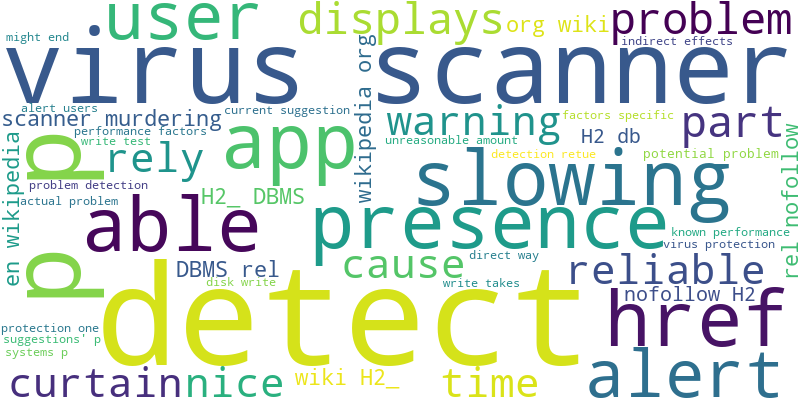 user
displays
org wiki
problem
might end
indirect effects
virus
scanner
wikipedia org
alert users
current suggestion
factors specific
scanner murdering
warning
part
performance factors
write test
app
unreasonable amount
H2 db
en wikipedia
p
rely
detection retue
potential problem
rel nofollow
problem detection
slowing
actual problem
H2_ DBMS
able
presence
known performance
virus protection
p
DBMS rel
cause
direct way
reliable
detect
disk write
write takes
nofollow H2
href
protection one
suggestions' p
systems p
alert
curtain
nice
wiki H2_
time